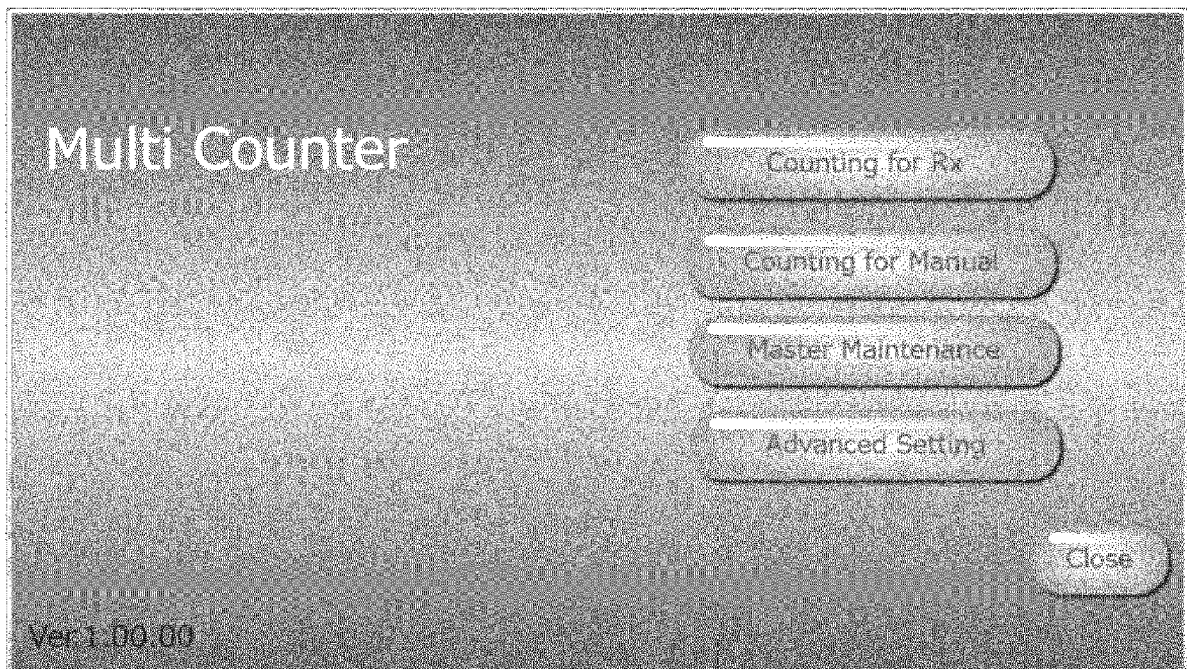 Multi Counter
Counting for Rx
Counting for Manual
Master Maintenance
Advanced Setting
Close
Ver.1.00.00